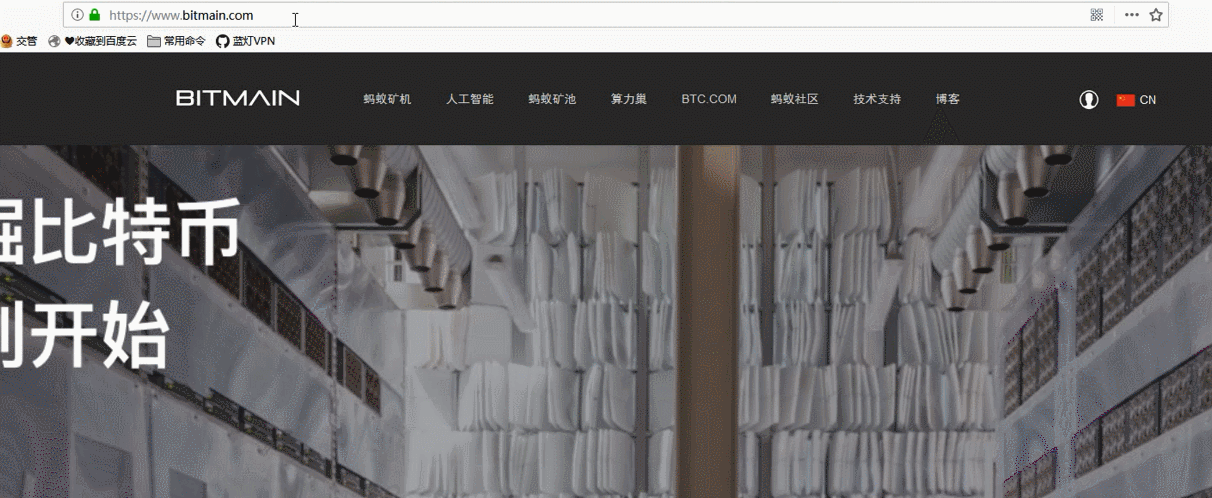 https://www.bitmain.com
交管 ♥收藏到百度云 常用命令 蓝灯VPN
BITMAIN 蚂蚁矿机 人工智能 蚂蚁矿池 算力巢 BTC.COM 蚂蚁社区 技术支持 博客 CN
掘比特币
刻开始